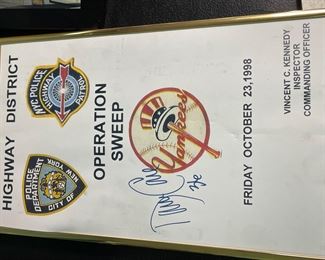 HIGHWAY DISTRICT
POLICE DEPARTMENT
CITY OF
NEW YORK
NYC POLICE
HIGHWAY
PATROL
OPERATION
SWEEP
Yankees
FRIDAY OCTOBER 23,1998
VINCENT C. KENNEDY
INSPECTOR
COMMANDING OFFICER